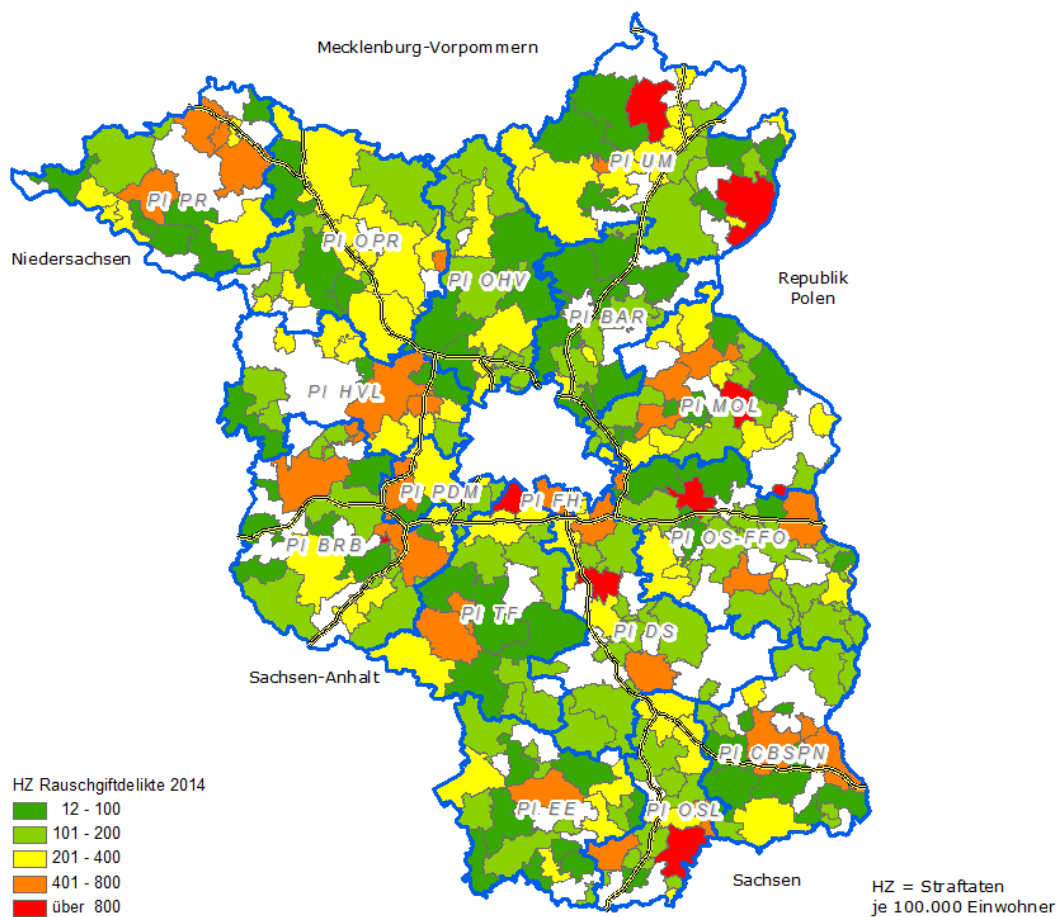 Mecklenburg-Vorpommern
PI UM
PI PR
PI OPR
Niedersachsen
PI OHV
Republik
Polen
PI BAR
PI HVL
PI MOL
PI PDM
PI FH
PI OS-FFO
PI BRB
PI TF
PI DS
Sachsen-Anhalt
PI CBSPN
HZ Rauschgiftdelikte 2014
12 - 100
101 - 200
201 - 400
401 - 800
über 800
PI EE
PI OSL
Sachsen
HZ = Straftaten
je 100.000 Einwohner